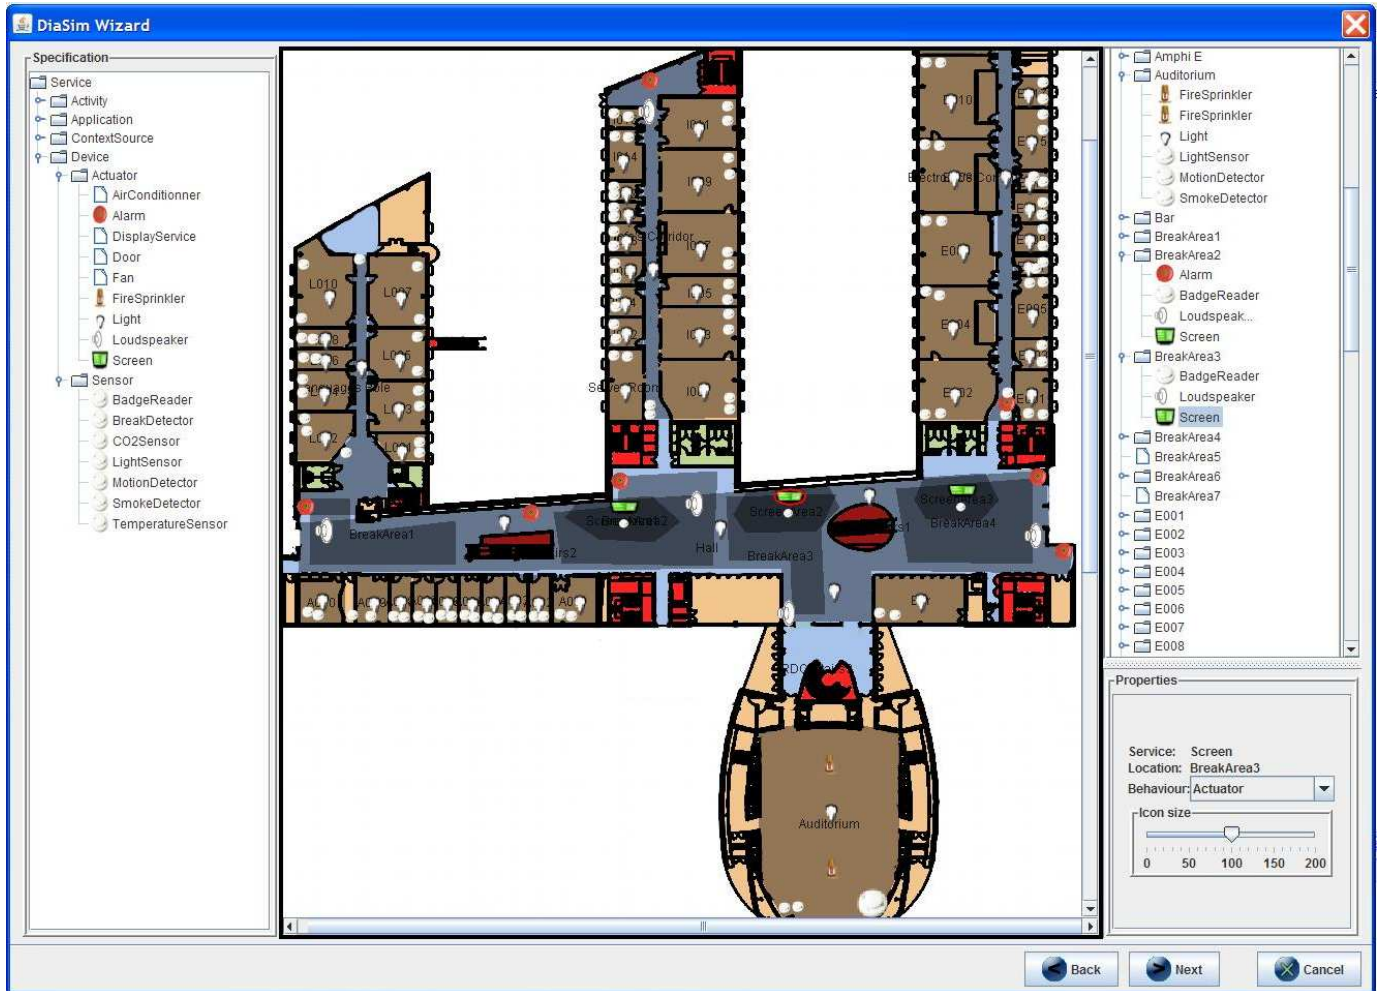 DiaSim Wizard
Specification
Service
Activity
Application
ContextSource
Device
Actuator
AirConditionner
Alarm
DisplayService
Door
Fan
FireSprinkler
Light
Loudspeaker
Screen
Sensor
BadgeReader
BreakDetector
CO2Sensor
LightSensor
MotionDetector
SmokeDetector
TemperatureSensor
L010
BreakArea1
Hall
BreakArea3
BreakArea4
Auditorium
Amphi E
Auditorium
FireSprinkler
FireSprinkler
Light
LightSensor
MotionDetector
SmokeDetector
Bar
BreakArea1
BreakArea2
Alarm
BadgeReader
Loudspeak...
Screen
BreakArea3
BadgeReader
Loudspeaker
Screen
BreakArea4
BreakArea5
BreakArea6
BreakArea7
E001
E002
E003
E004
E005
E006
E007
E008
Properties
Service: Screen
Location: BreakArea3
Behaviour: Actuator
Icon size
0 50 100 150 200
Back
Next
Cancel